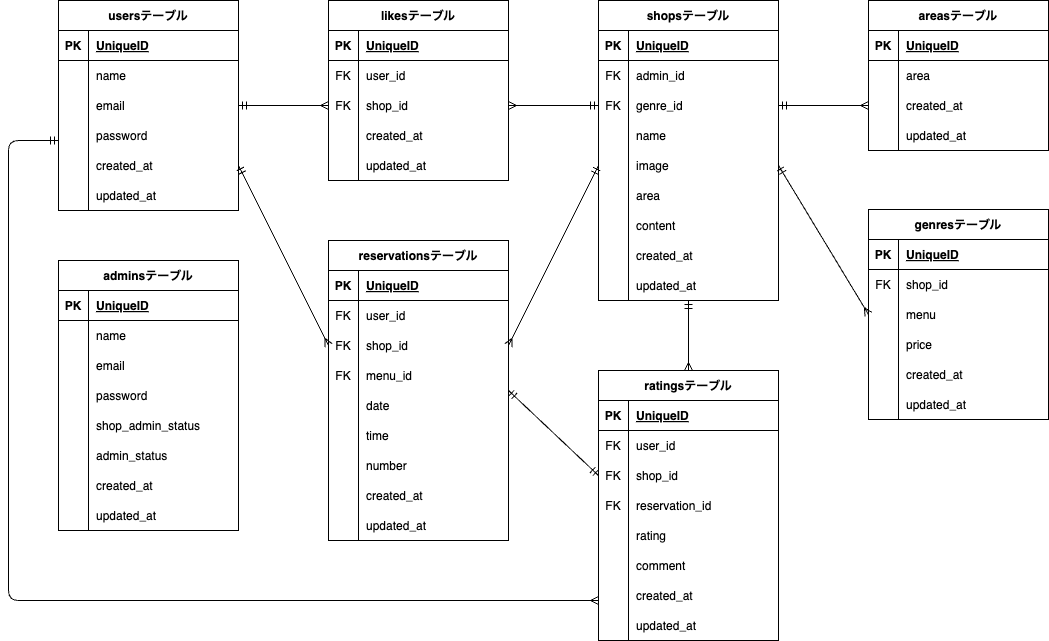 usersテーブル
PK UniqueID
name
email
password
created_at
updated_at
likesテーブル
PK UniqueID
FK user_id
FK shop_id
created_at
updated_at
shopsテーブル
PK UniqueID
FK admin_id
FK genre_id
name
image
area
content
created_at
updated_at
areasテーブル
PK UniqueID
area
created_at
updated_at
adminsテーブル
PK UniqueID
name
email
password
shop_admin_status
admin_status
created_at
updated_at
reservationsテーブル
PK UniqueID
FK user_id
FK shop_id
FK menu_id
date
time
number
created_at
updated_at
ratingsテーブル
PK UniqueID
FK user_id
FK shop_id
FK reservation_id
rating
comment
created_at
updated_at
genresテーブル
PK UniqueID
FK shop_id
menu
price
created_at
updated_at